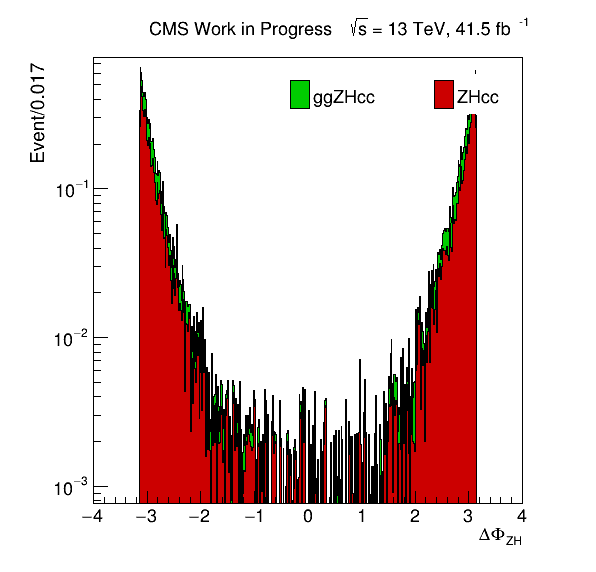 CMS Work in Progress √s = 13 TeV, 41.5 fb⁻¹
Event/0.017
ggZHcc ZHcc
10⁻¹
10⁻²
10⁻³
−4 −3 −2 −1 0 1 2 3 4
ΔΦZH